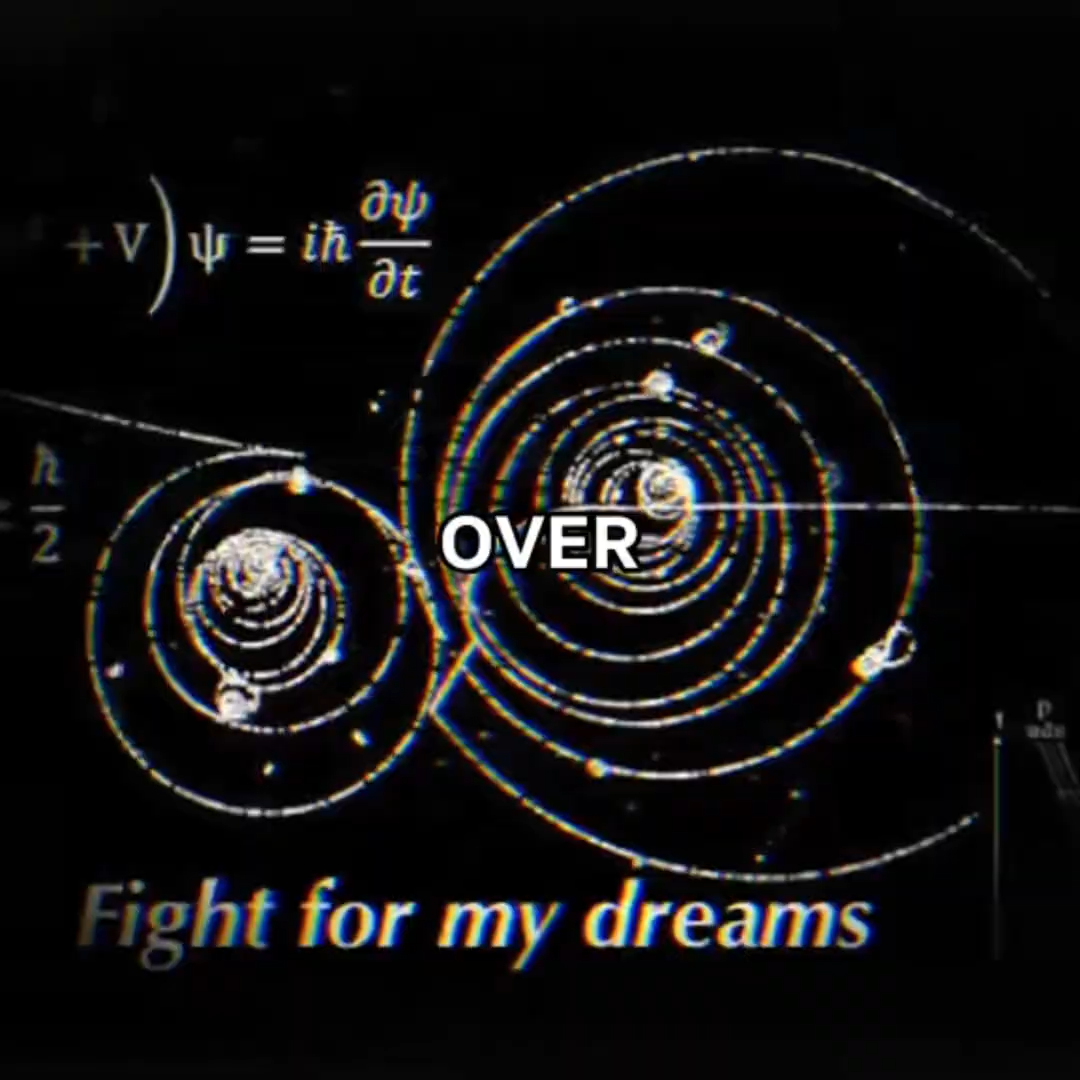 + V) ψ = iħ ∂ψ/∂t
ħ/2
OVER
Fight for my dreams